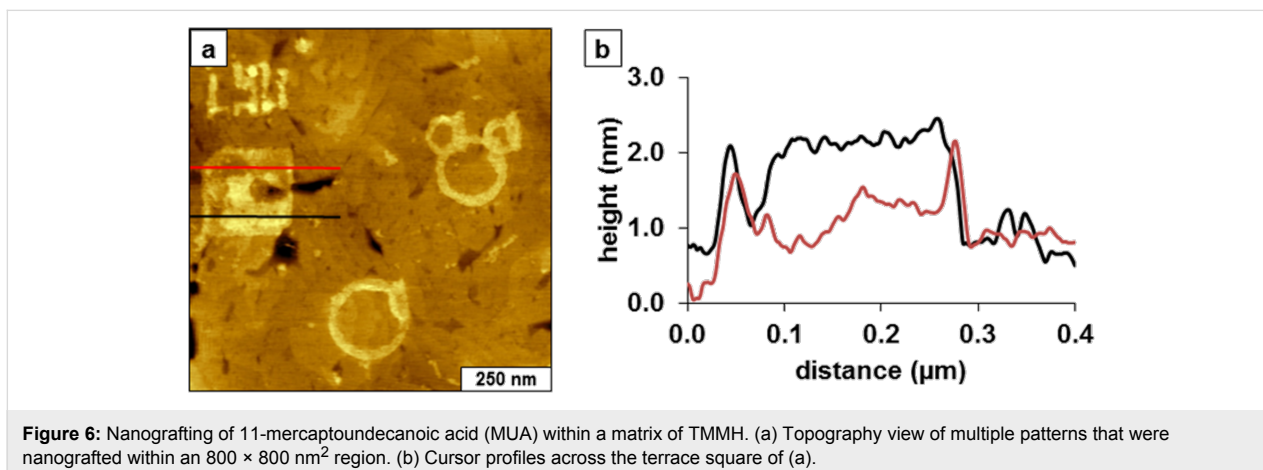 a
LSU
250 nm
b
height (nm)
3.0
2.0
1.0
0.0
0.0 0.1 0.2 0.3 0.4
distance (µm)
Figure 6: Nanografting of 11-mercaptoundecanoic acid (MUA) within a matrix of TMMH. (a) Topography view of multiple patterns that were
nanografted within an 800 × 800 nm² region. (b) Cursor profiles across the terrace square of (a).